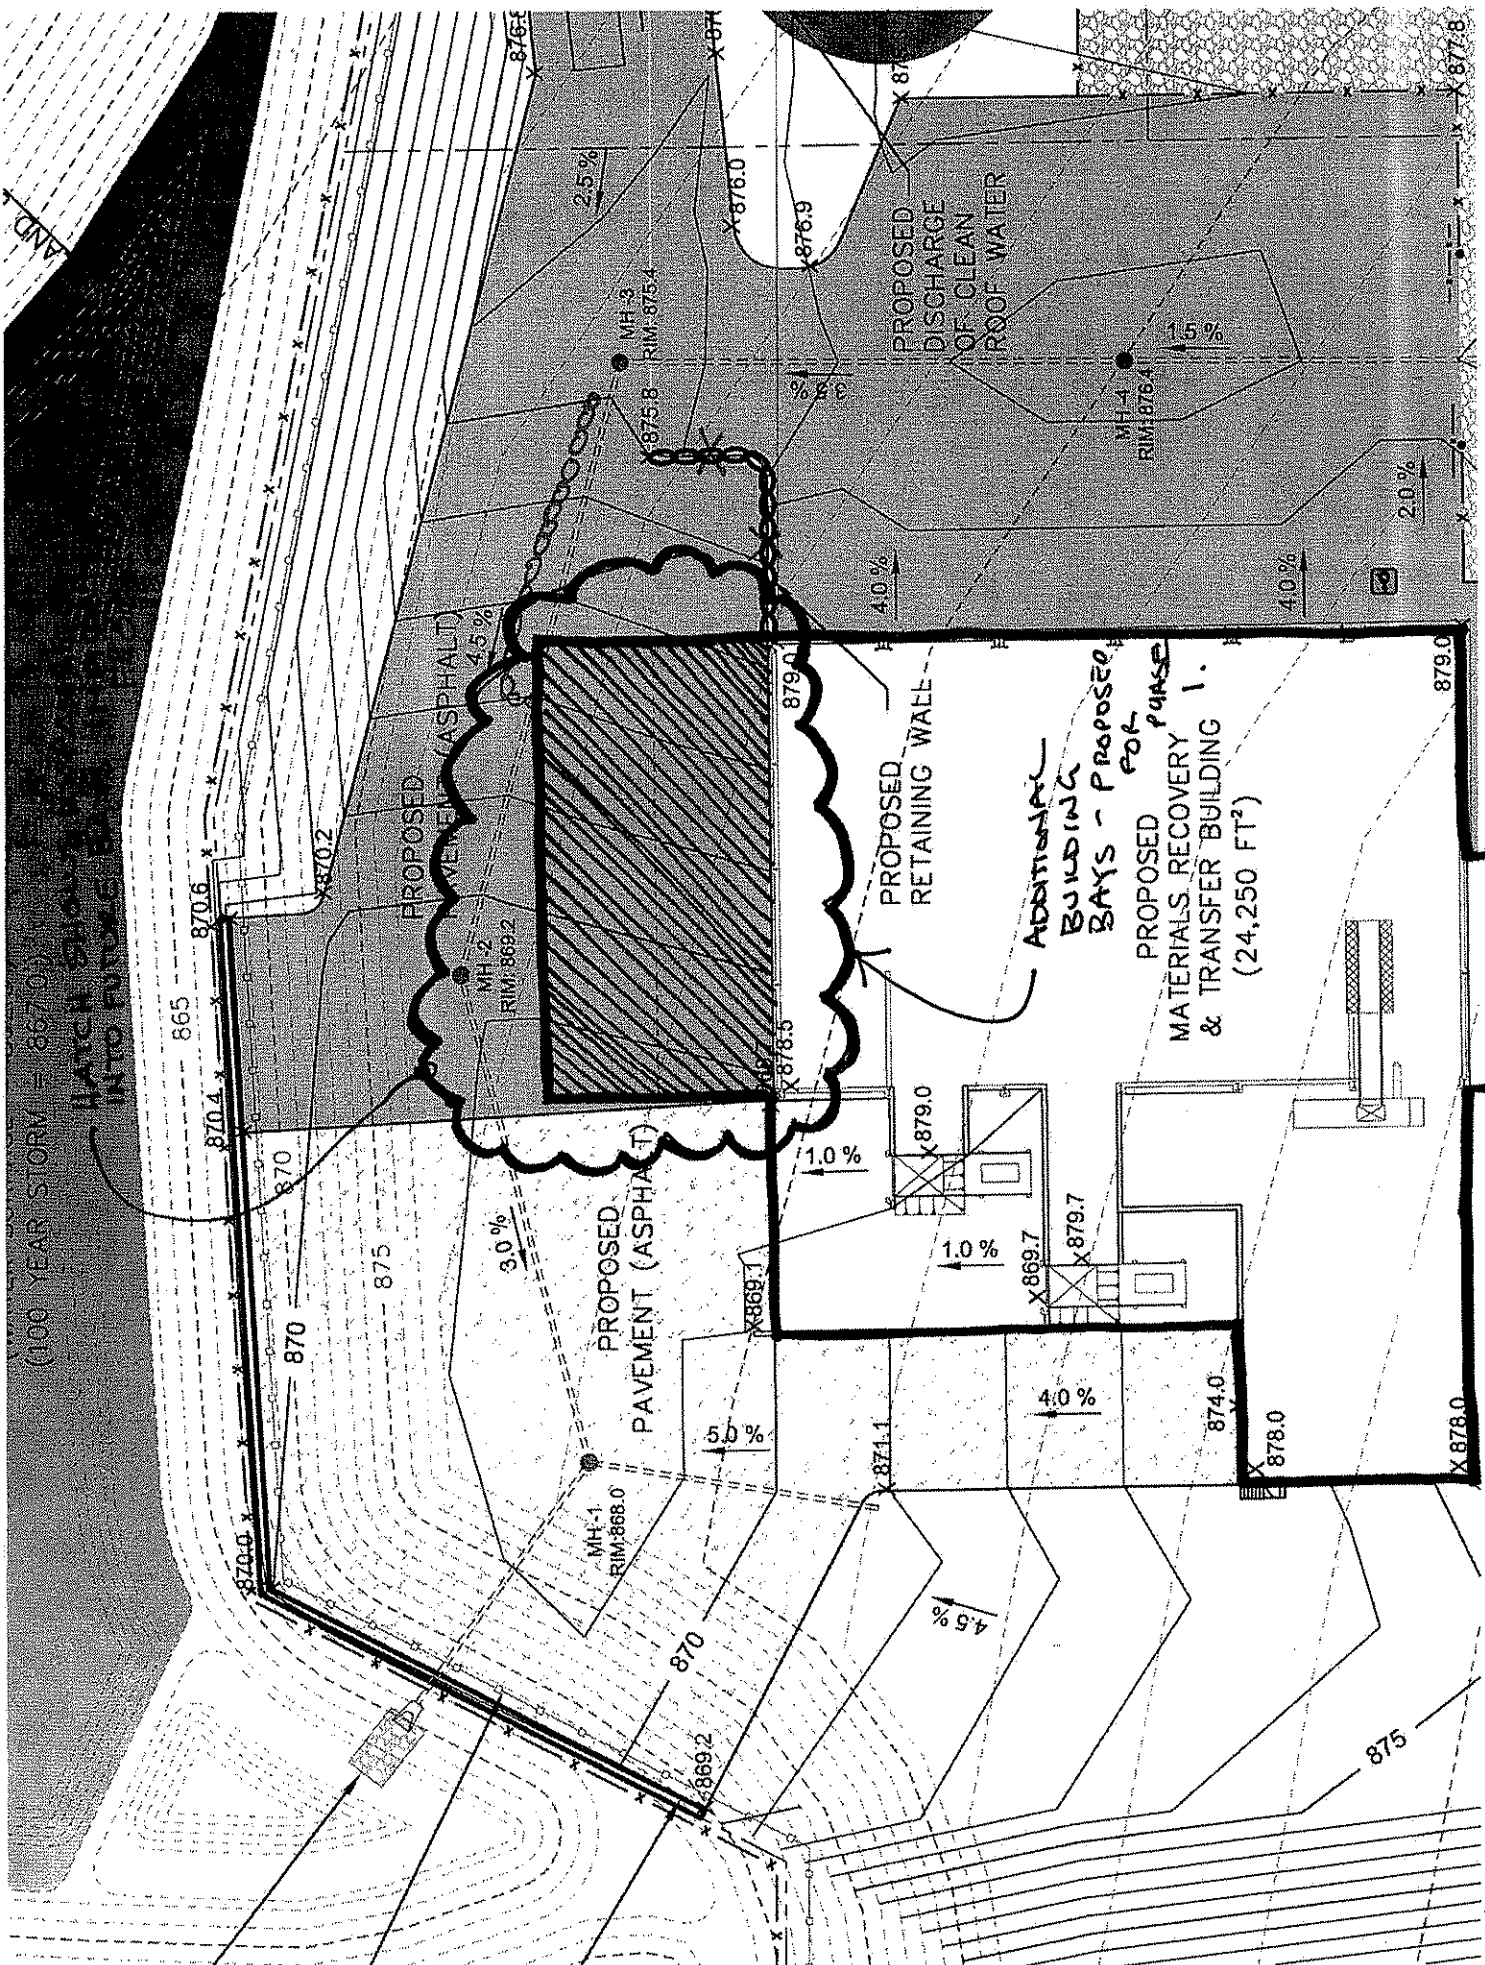 (100 YEAR STORM = 867.0
HATCH
INTO FUTURE
AND
865
870.6
870.4
870.0
870.2
870
870
875
PROPOSED
PAVEMENT (ASPHALT)
4.5 %
2.5 %
MH-3
RIM: 875.4
875.8
876.0
876.9
877.8
PROPOSED
DISCHARGE
OF CLEAN
ROOF WATER
3.8 %
MH-4
RIM: 876.4
1.5 %
2.0 %
4.0 %
4.0 %
MH-2
RIM: 869.2
879.0
879.0
878.5
PROPOSED
RETAINING WALL
ADDITIONAL
BUILDING
BAYS - PROPOSED
FOR
PHASE
1.
PROPOSED
MATERIALS RECOVERY
& TRANSFER BUILDING
(24,250 FT²)
879.0
1.0 %
1.0 %
879.7
869.7
869.1
3.0 %
PROPOSED
PAVEMENT (ASPHALT)
5.0 %
4.0 %
874.0
878.0
878.0
871.1
MH-1
RIM: 868.0
870
869.2
4.5 %
875